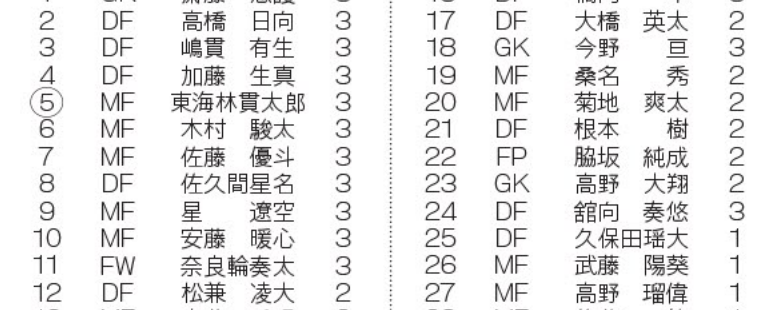 2 DF 高橋 日向 3
3 DF 嶋貫 有生 3
4 DF 加藤 生真 3
⑤ MF 東海林貫太郎 3
6 MF 木村 駿太 3
7 MF 佐藤 優斗 3
8 DF 佐久間星名 3
9 MF 星 遼空 3
10 MF 安藤 暖心 3
11 FW 奈良輪奏太 3
12 DF 松兼 凌大 2
17 DF 大橋 英太 2
18 GK 今野 亘 3
19 MF 桑名 秀 2
20 MF 菊地 爽太 2
21 DF 根本 樹 2
22 FP 脇坂 純成 2
23 GK 高野 大翔 2
24 DF 舘向 奏悠 3
25 DF 久保田瑶大 1
26 MF 武藤 陽葵 1
27 MF 高野 瑠偉 1